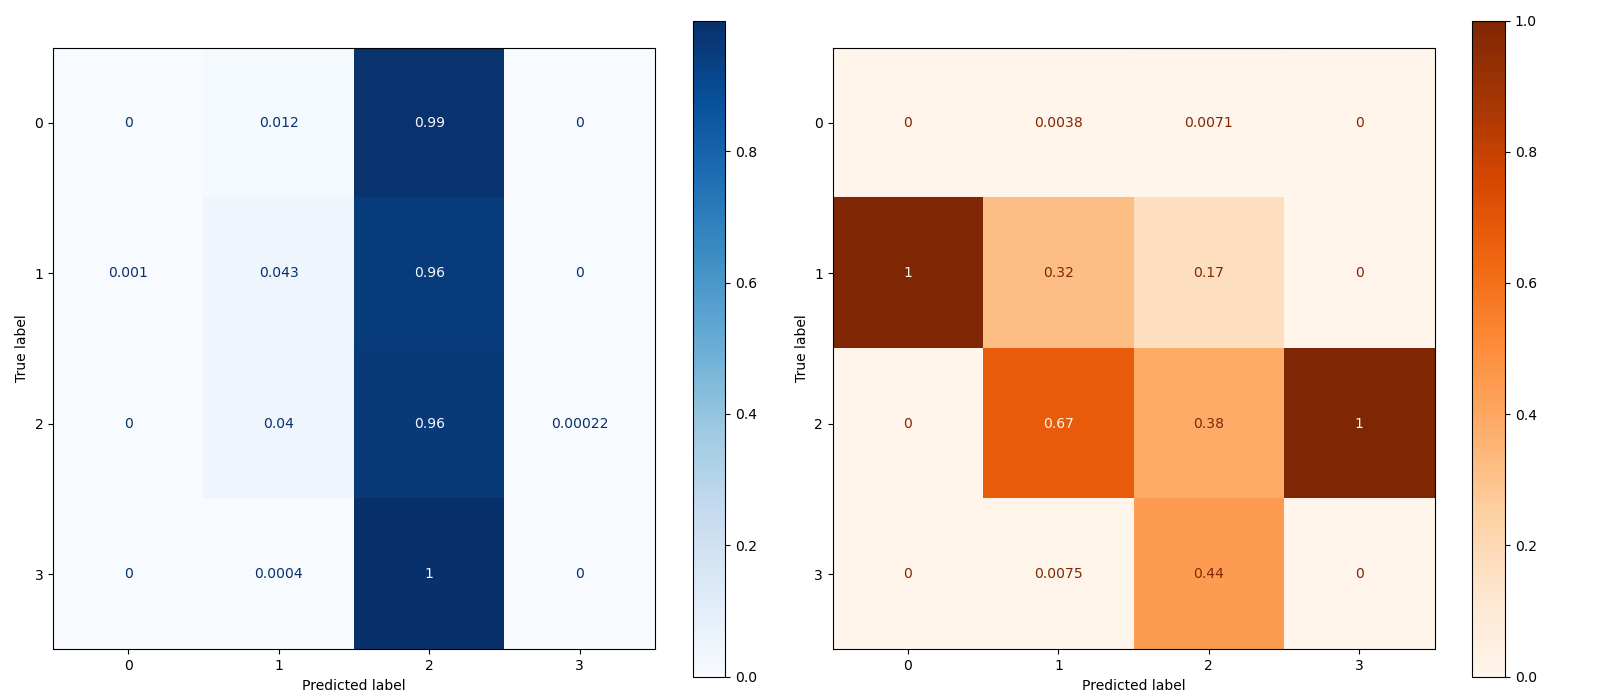 0 0 0.012 0.99 0
1 0.001 0.043 0.96 0
2 0 0.04 0.96 0.00022
3 0 0.0004 1 0
0 1 2 3
Predicted label
True label
0.8
0.6
0.4
0.2
0.0
0 0 0.0038 0.0071 0
1 1 0.32 0.17 0
2 0 0.67 0.38 1
3 0 0.0075 0.44 0
0 1 2 3
Predicted label
True label
1.0
0.8
0.6
0.4
0.2
0.0